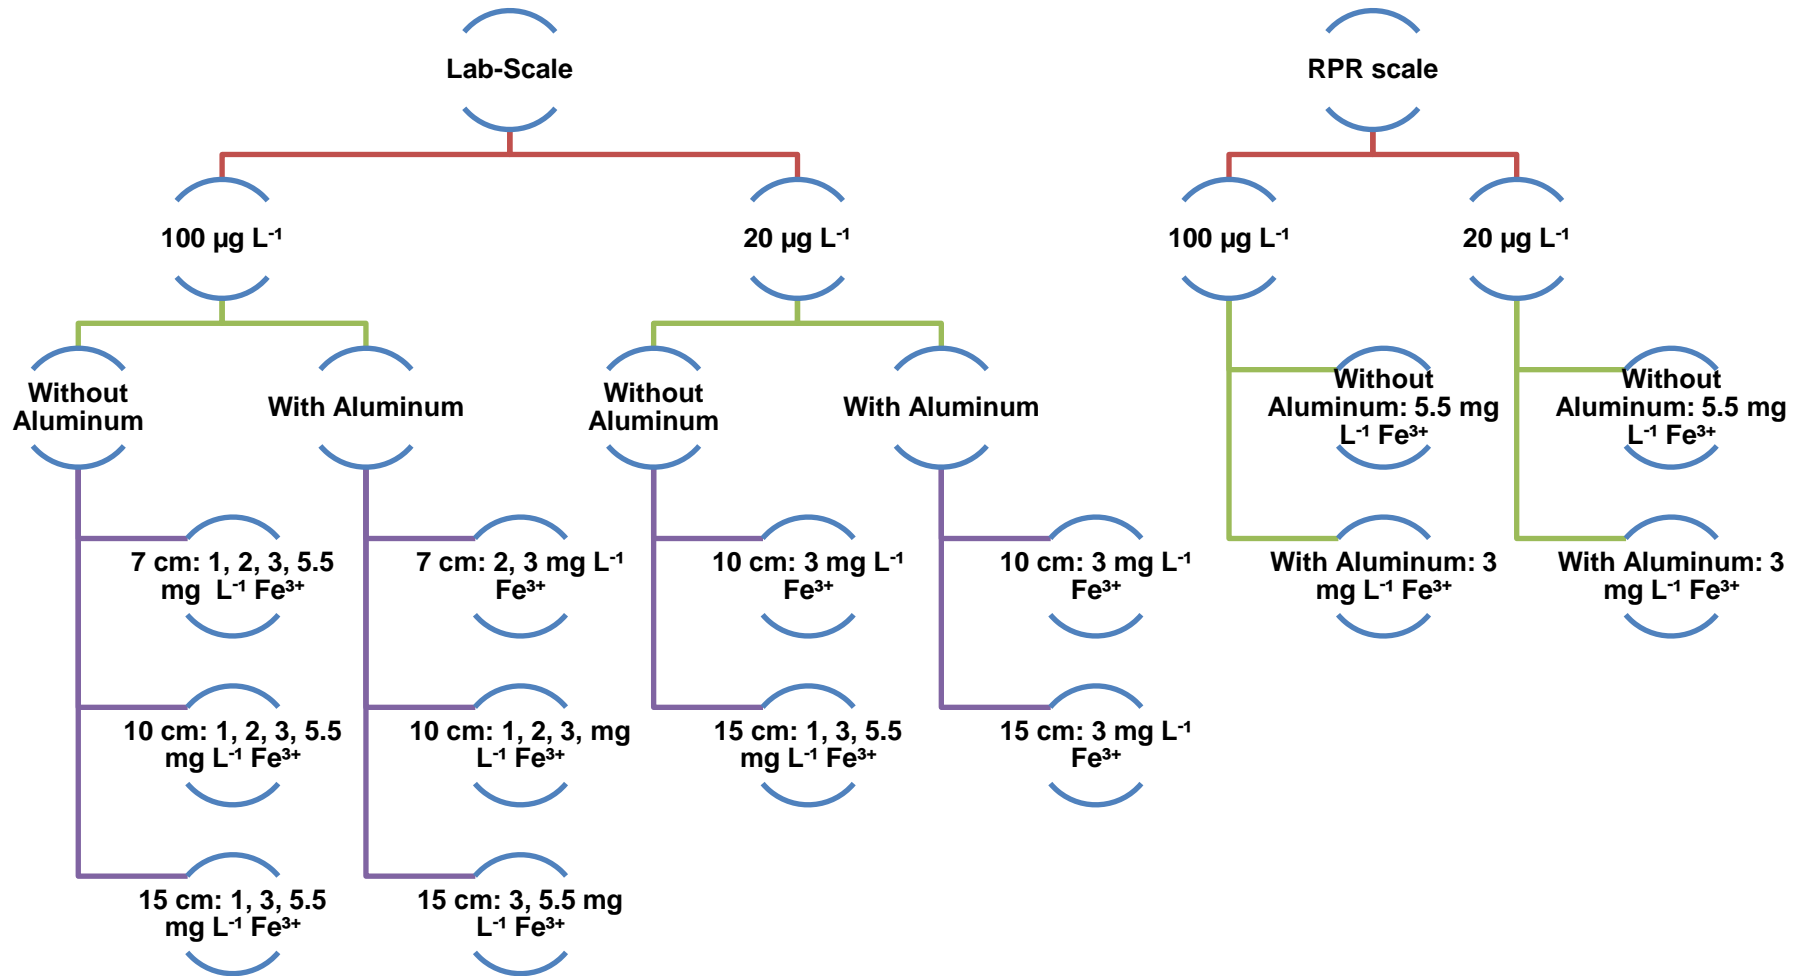 Lab-Scale
RPR scale
100 µg L⁻¹
20 µg L⁻¹
100 µg L⁻¹
20 µg L⁻¹
Without
Aluminum
With Aluminum
Without
Aluminum
With Aluminum
Without
Aluminum: 5.5 mg
L⁻¹ Fe³⁺
Without
Aluminum: 5.5 mg
L⁻¹ Fe³⁺
7 cm: 1, 2, 3, 5.5
mg  L⁻¹ Fe³⁺
7 cm: 2, 3 mg L⁻¹
Fe³⁺
10 cm: 3 mg L⁻¹
Fe³⁺
10 cm: 3 mg L⁻¹
Fe³⁺
With Aluminum: 3
mg L⁻¹ Fe³⁺
With Aluminum: 3
mg L⁻¹ Fe³⁺
10 cm: 1, 2, 3, 5.5
mg L⁻¹ Fe³⁺
10 cm: 1, 2, 3, mg
L⁻¹ Fe³⁺
15 cm: 1, 3, 5.5
mg L⁻¹ Fe³⁺
15 cm: 3 mg L⁻¹
Fe³⁺
15 cm: 1, 3, 5.5
mg L⁻¹ Fe³⁺
15 cm: 3, 5.5 mg
L⁻¹ Fe³⁺